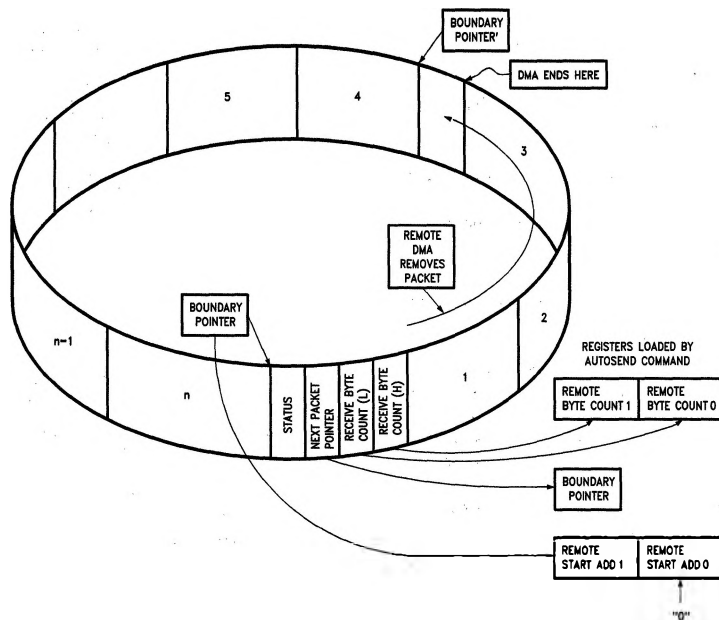 BOUNDARY
POINTER'
DMA ENDS HERE
5
4
3
REMOTE
DMA
REMOVES
PACKET
BOUNDARY
POINTER
2
n-1
n
STATUS
NEXT PACKET
POINTER
RECEIVE BYTE
COUNT (L)
RECEIVE BYTE
COUNT (H)
1
REGISTERS LOADED BY
AUTOSEND COMMAND
REMOTE
BYTE COUNT 1
REMOTE
BYTE COUNT 0
BOUNDARY
POINTER
REMOTE
START ADD 1
REMOTE
START ADD 0
"0"